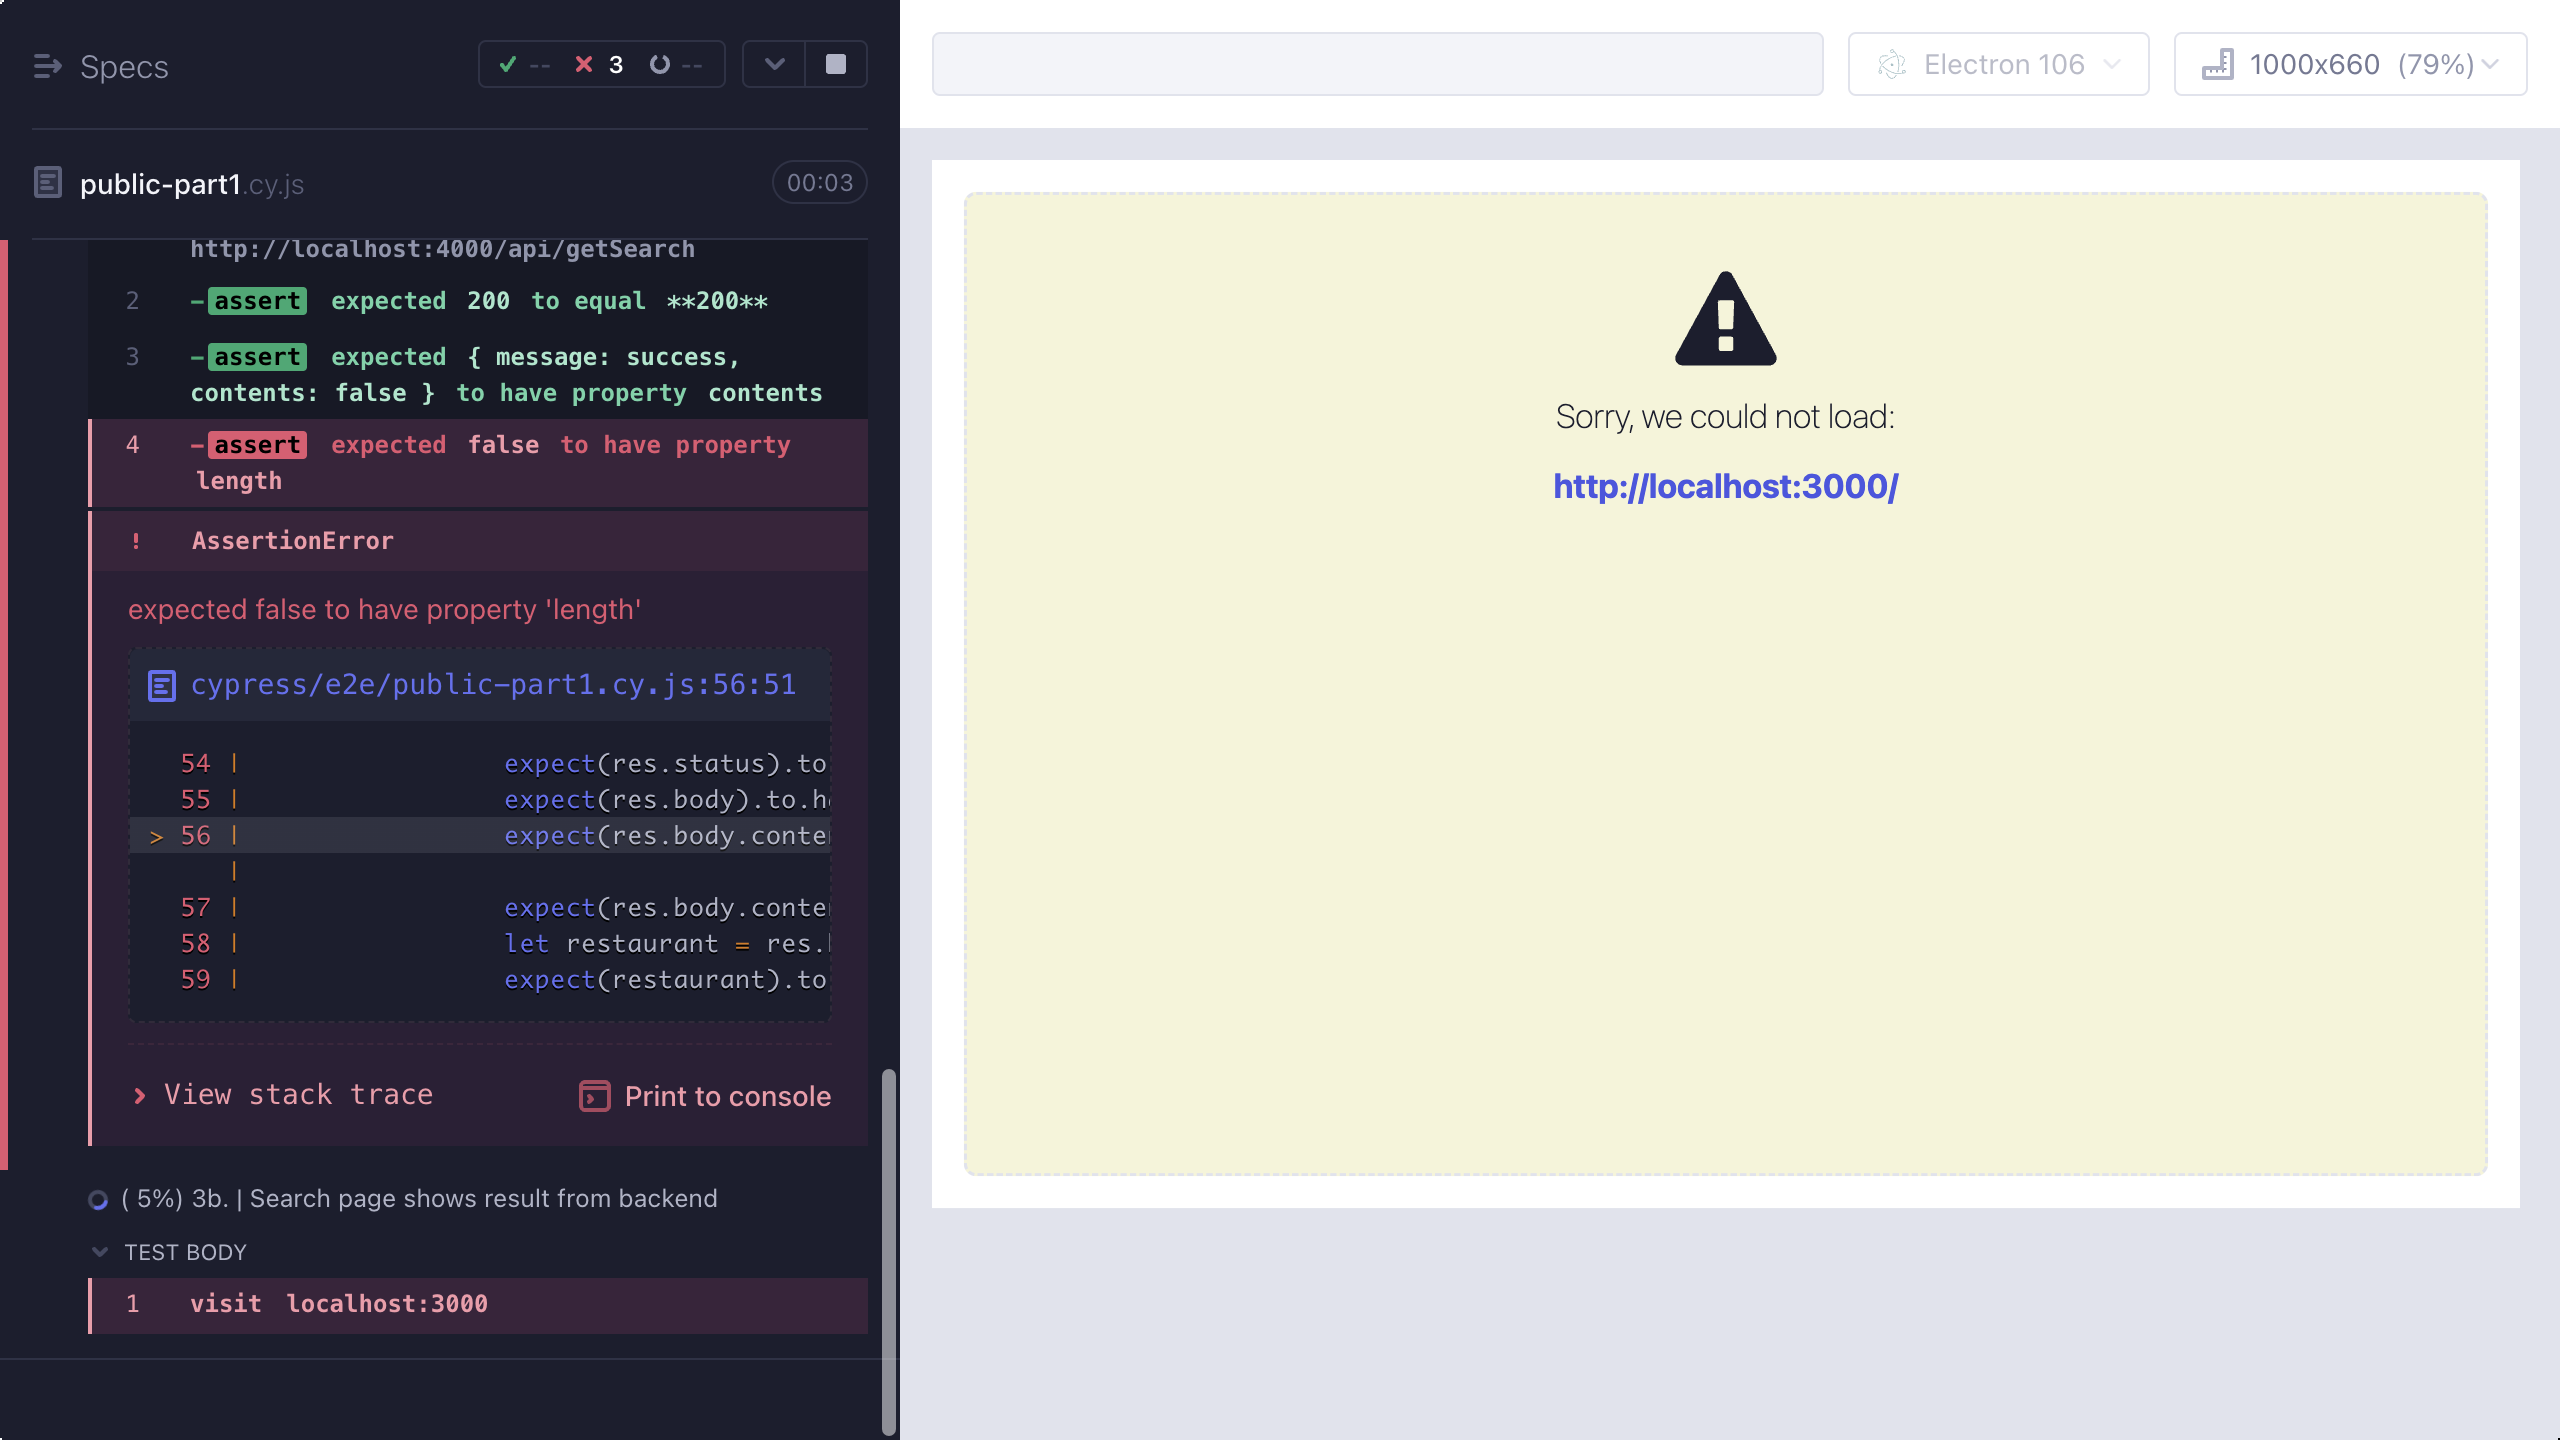 Specs
-- 3 --
public-part1.cy.js
00:03
http://localhost:4000/api/getSearch
2 -assert expected 200 to equal **200**
3 -assert expected { message: success,
contents: false } to have property contents
4 -assert expected false to have property
length
! AssertionError
expected false to have property 'length'
cypress/e2e/public-part1.cy.js:56:51
54 | expect(res.status).to
55 | expect(res.body).to.h
> 56 | expect(res.body.conte
|
57 | expect(res.body.conte
58 | let restaurant = res.
59 | expect(restaurant).to
View stack trace
Print to console
( 5%) 3b. | Search page shows result from backend
TEST BODY
1 visit localhost:3000
Electron 106
1000x660 (79%)
Sorry, we could not load:
http://localhost:3000/